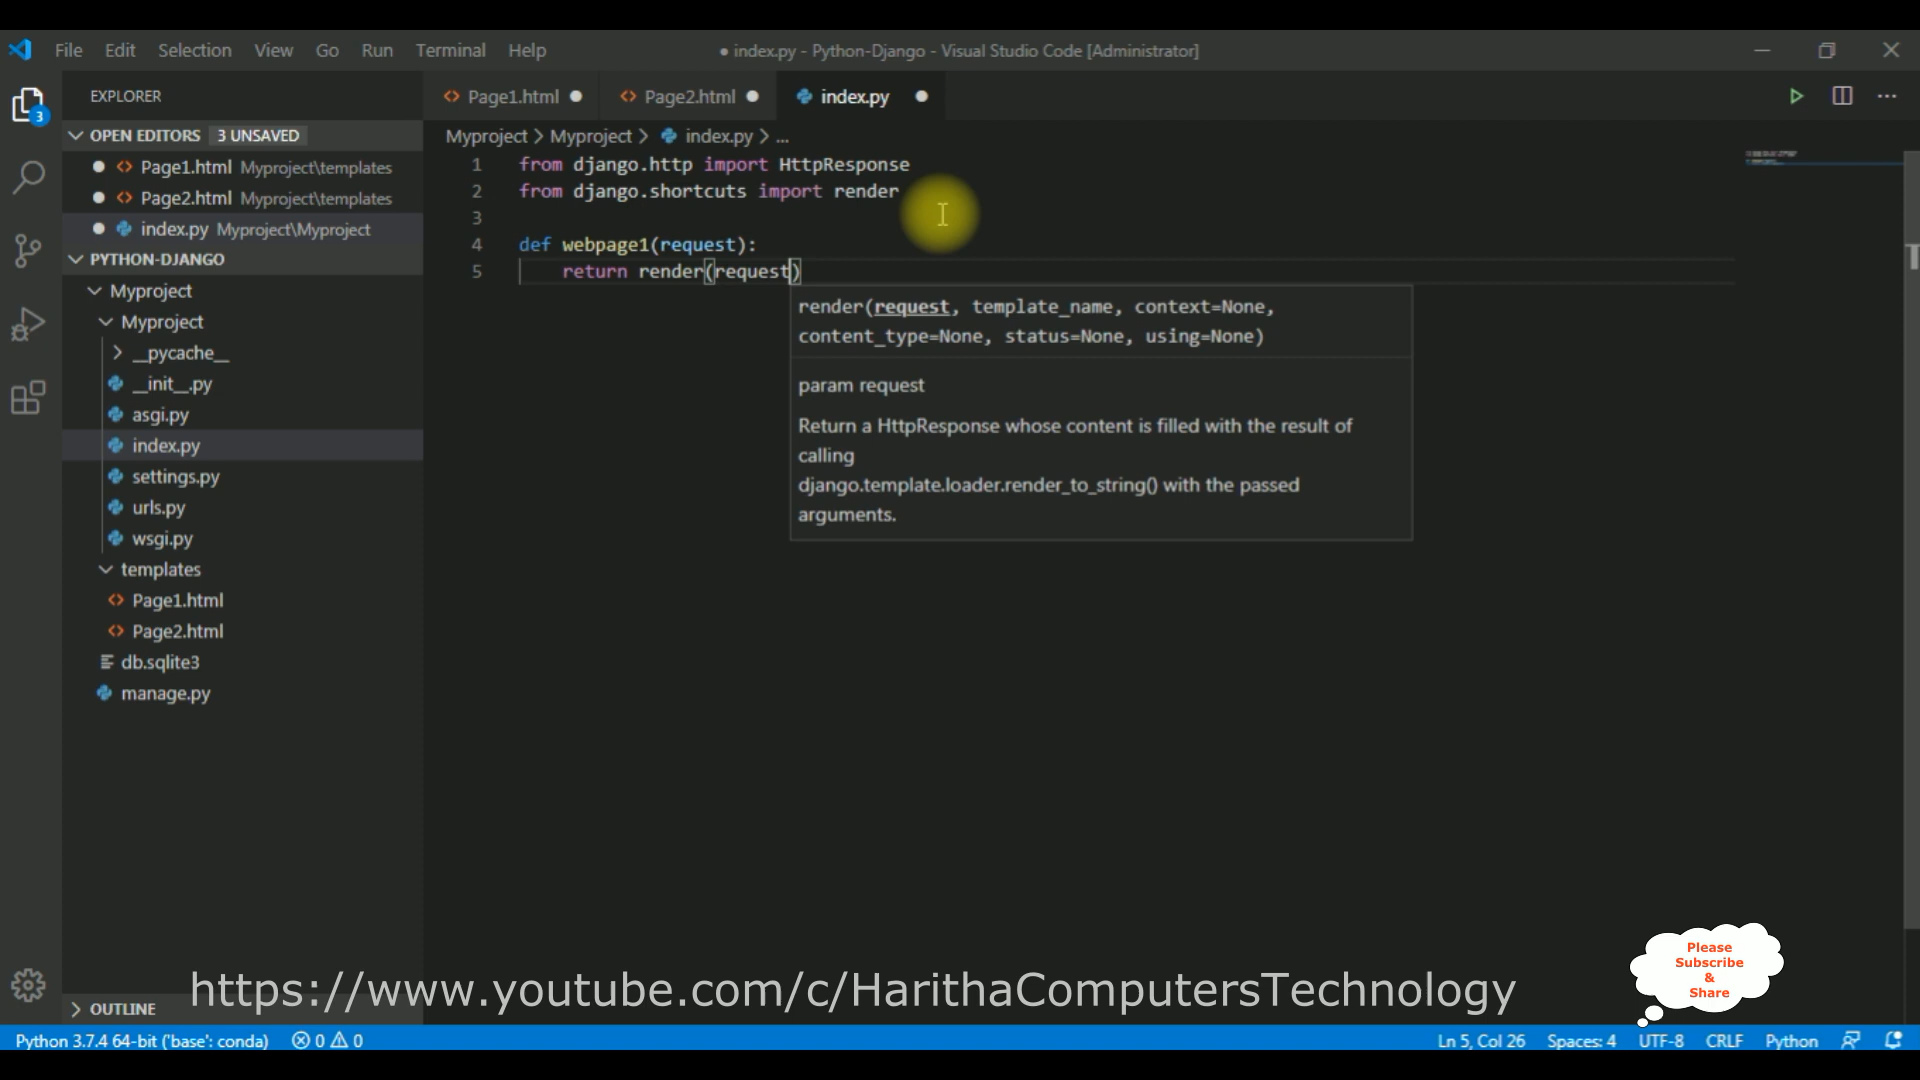 File Edit Selection View Go Run Terminal Help
● index.py - Python-Django - Visual Studio Code [Administrator]
3
EXPLORER
OPEN EDITORS 3 UNSAVED
Page1.html Myproject\templates
Page2.html Myproject\templates
index.py Myproject\Myproject
PYTHON-DJANGO
Myproject
Myproject
__pycache__
__init__.py
asgi.py
index.py
settings.py
urls.py
wsgi.py
templates
Page1.html
Page2.html
db.sqlite3
manage.py
OUTLINE
Page1.html Page2.html index.py
Myproject > Myproject > index.py > ...
1 from django.http import HttpResponse
2 from django.shortcuts import render
3
4 def webpage1(request):
5 return render(request)
render(request, template_name, context=None,
content_type=None, status=None, using=None)
param request
Return a HttpResponse whose content is filled with the result of
calling
django.template.loader.render_to_string() with the passed
arguments.
https://www.youtube.com/c/HarithaComputersTechnology
Please
Subscribe
&
Share
Python 3.7.4 64-bit ('base': conda) 0 0
Ln 5, Col 26 Spaces: 4 UTF-8 CRLF Python